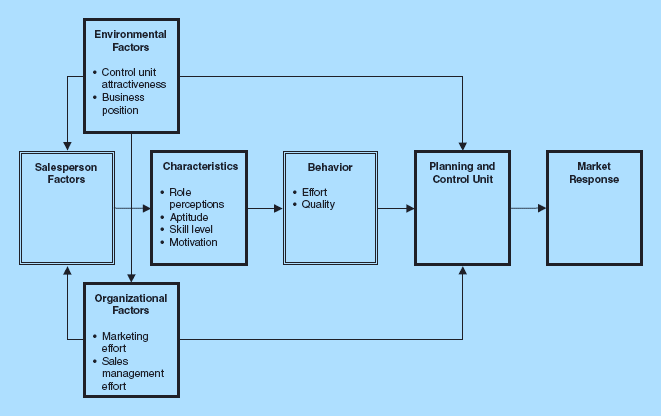 Environmental
Factors
• Control unit
attractiveness
• Business
position
Salesperson
Factors
Characteristics
• Role
perceptions
• Aptitude
• Skill level
• Motivation
Behavior
• Effort
• Quality
Planning and
Control Unit
Market
Response
Organizational
Factors
• Marketing
effort
• Sales
management
effort